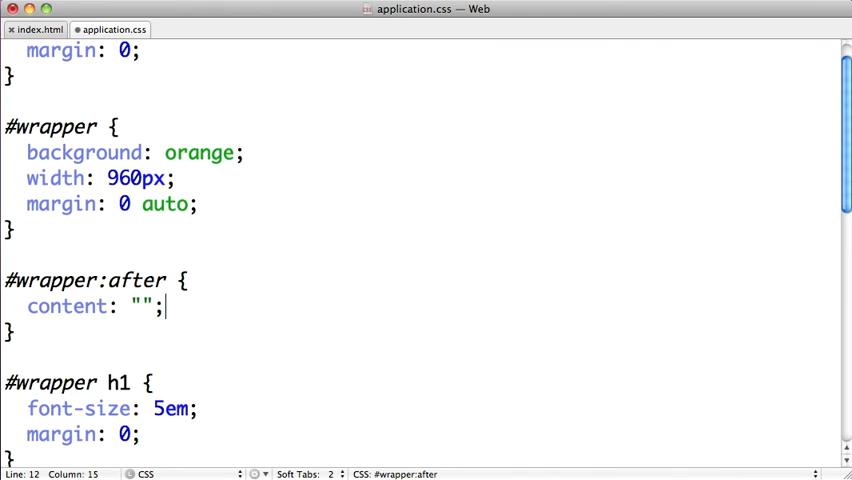 application.css — Web
index.html application.css
margin: 0;
}
#wrapper {
background: orange;
width: 960px;
margin: 0 auto;
}
#wrapper:after {
content: "";
}
#wrapper h1 {
font-size: 5em;
margin: 0;
}
Line: 12 Column: 15 CSS Soft Tabs: 2 CSS: #wrapper:after